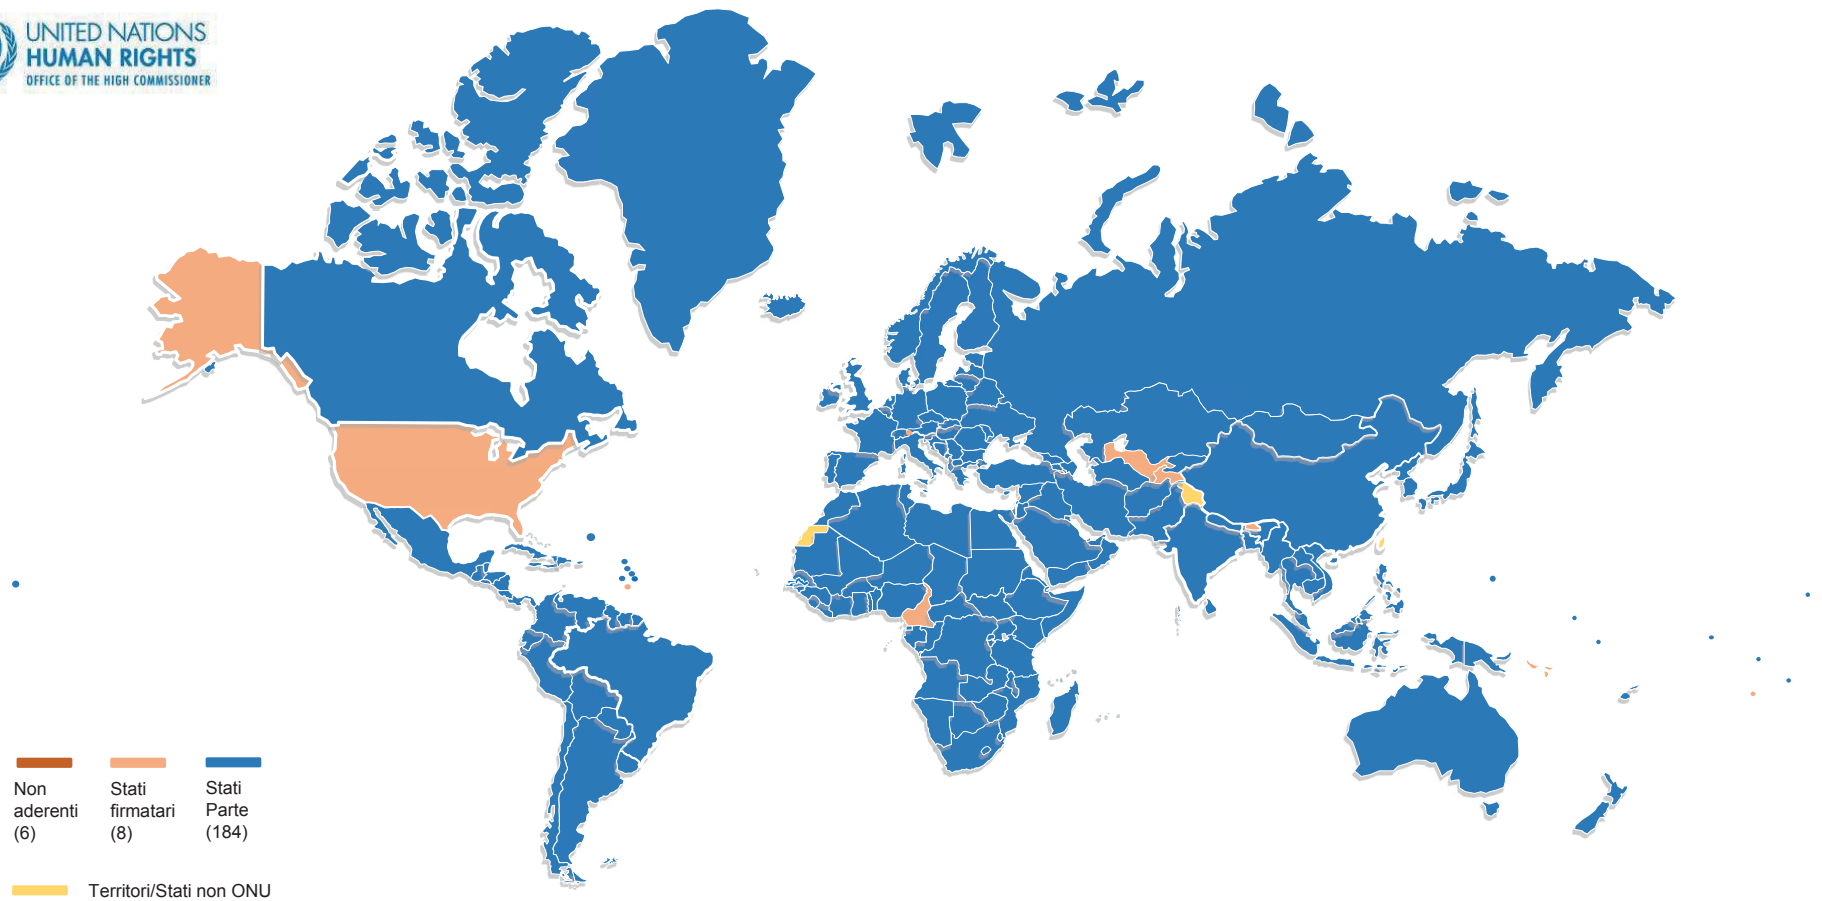 UNITED NATIONS
HUMAN RIGHTS
OFFICE OF THE HIGH COMMISSIONER
Non
aderenti
(6)
Stati
firmatari
(8)
Stati
Parte
(184)
Territori/Stati non ONU